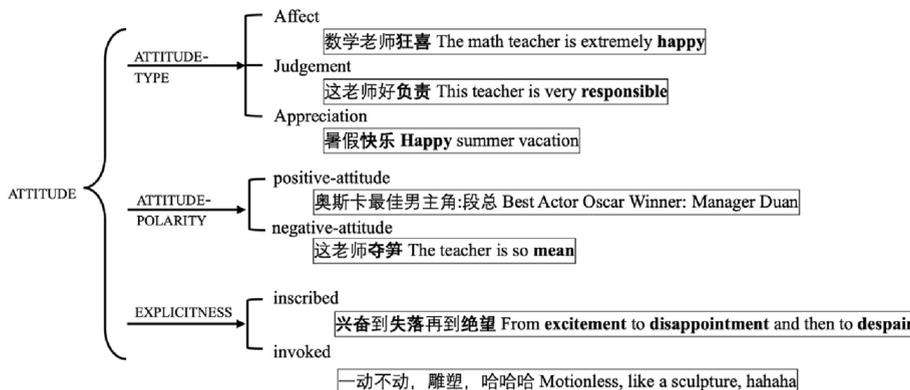 Affect
数学老师狂喜 The math teacher is extremely happy
ATTITUDE-
TYPE
Judgement
这老师好负责 This teacher is very responsible
Appreciation
暑假快乐 Happy summer vacation
ATTITUDE
ATTITUDE-
POLARITY
positive-attitude
奥斯卡最佳男主角:段总 Best Actor Oscar Winner: Manager Duan
negative-attitude
这老师夺笋 The teacher is so mean
EXPLICITNESS
inscribed
兴奋到失落再到绝望 From excitement to disappointment and then to despair
invoked
一动不动，雕塑，哈哈哈 Motionless, like a sculpture, hahaha